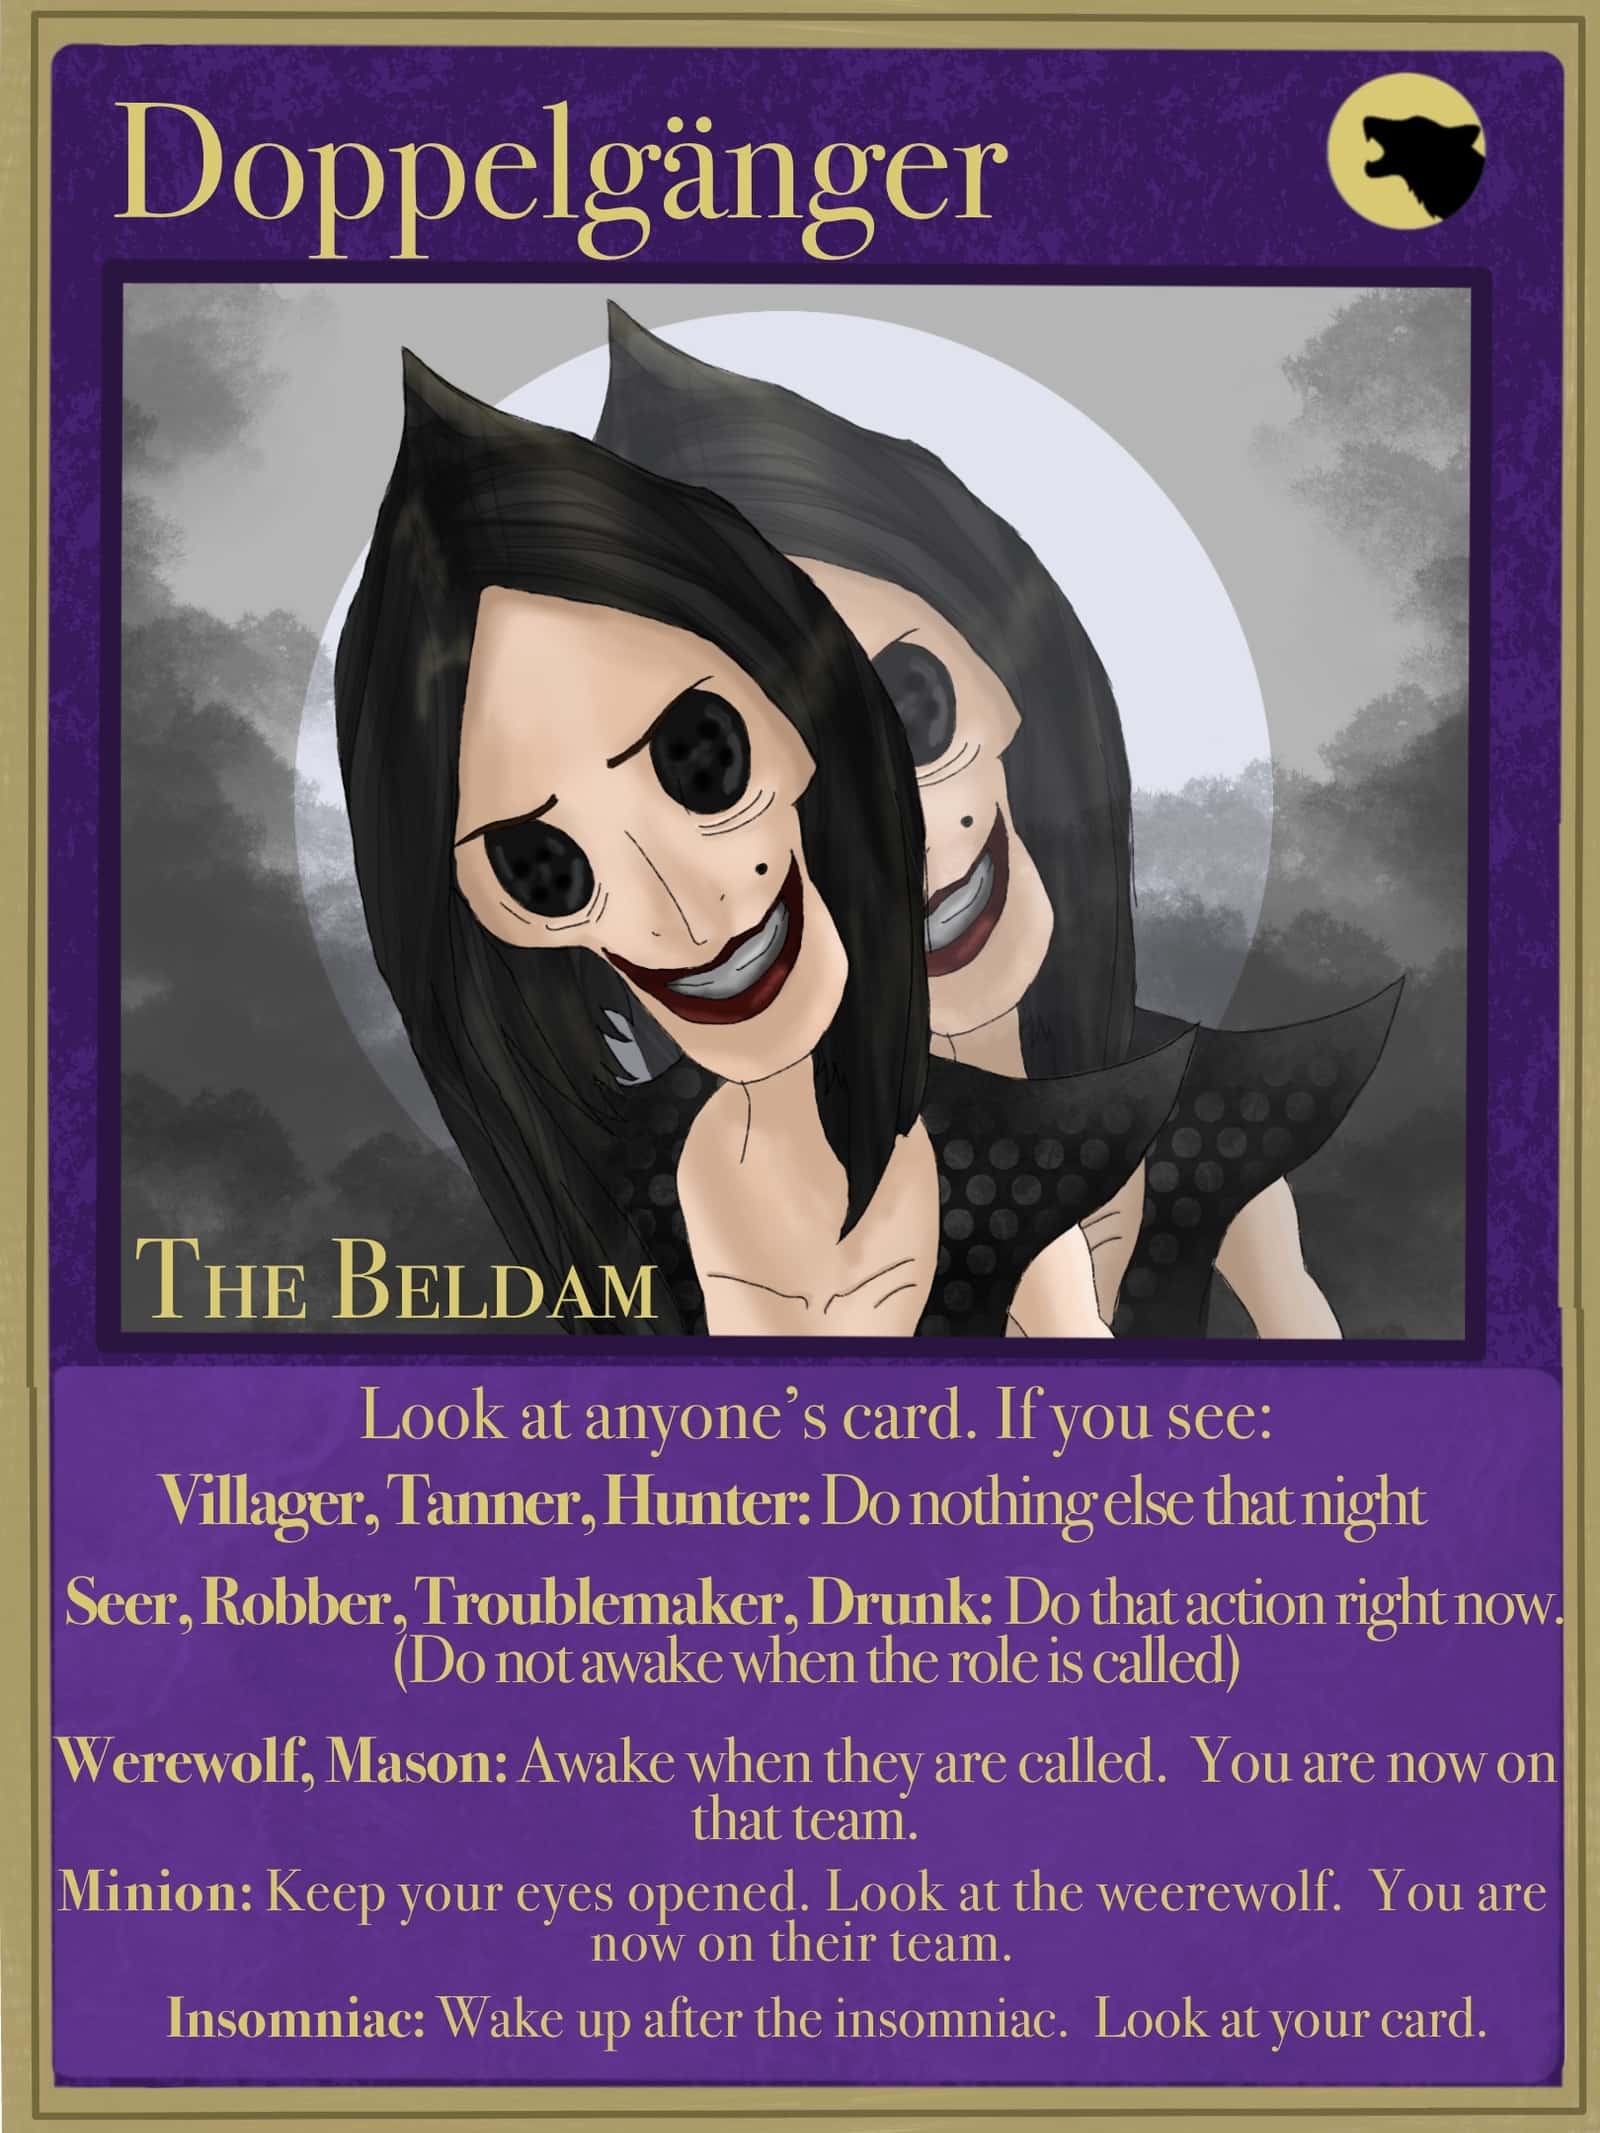 Doppelgänger
The Beldam
Look at anyone's card. If you see:
Villager, Tanner, Hunter: Do nothing else that night
Seer, Robber, Troublemaker, Drunk: Do that action right now.
(Do not awake when the role is called)
Werewolf, Mason: Awake when they are called. You are now on
that team.
Minion: Keep your eyes opened. Look at the weerewolf. You are
now on their team.
Insomniac: Wake up after the insomniac. Look at your card.